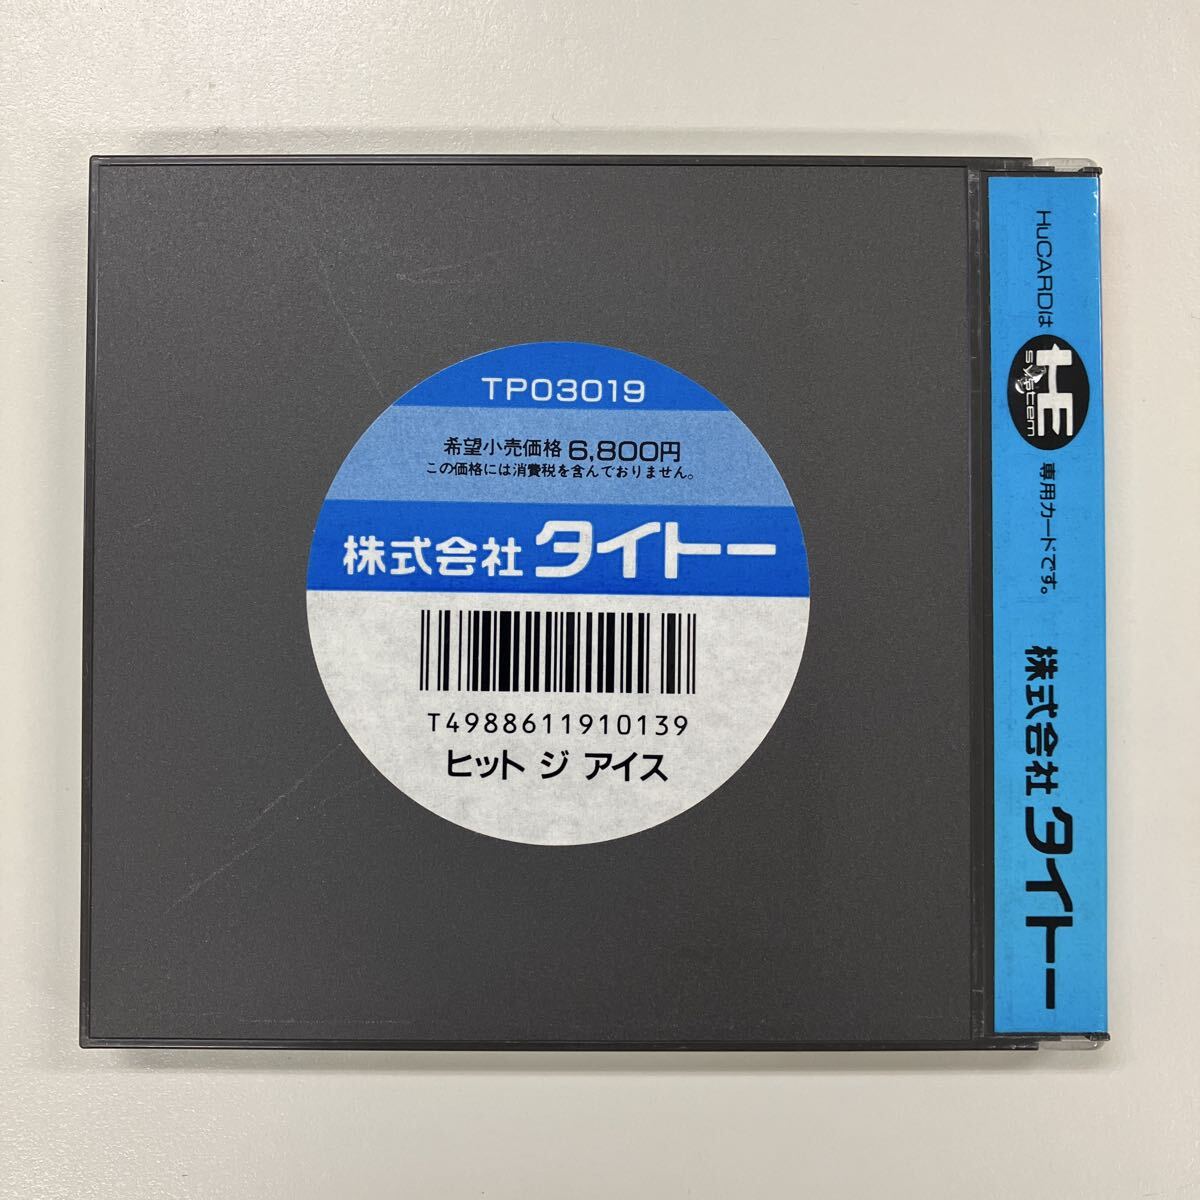 TP03019
希望小売価格 6,800円
この価格には消費税を含んでおりません。
株式会社 タイトー
T4988611910139
ヒット ジ アイス
HuCARDは HE system 専用カードです。
株式会社 タイトー